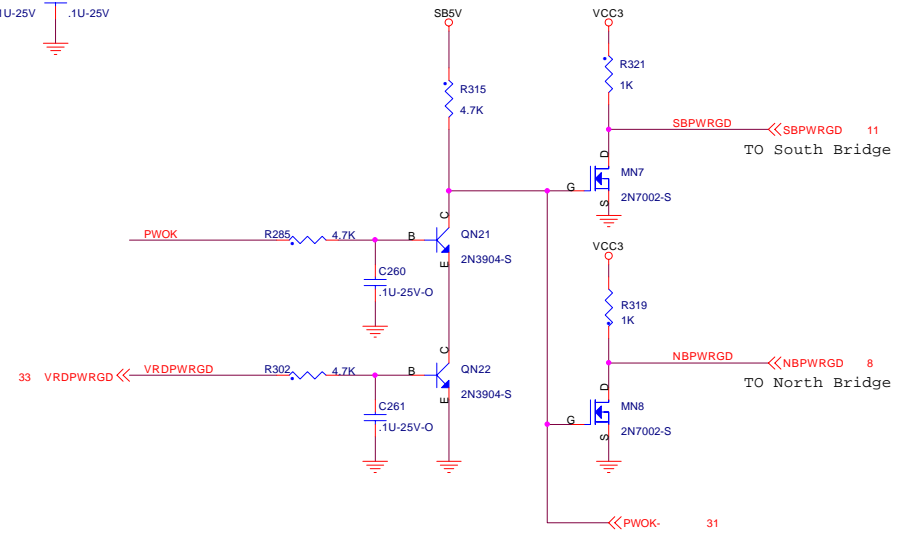 1U-25V
.1U-25V
SB5V
VCC3
R315
4.7K
R321
1K
SBPWRGD
SBPWRGD 11
TO South Bridge
D
G
S
MN7
2N7002-S
PWOK
R285
4.7K
B
C
E
QN21
2N3904-S
C260
.1U-25V-O
VCC3
R319
1K
NBPWRGD
NBPWRGD 8
TO North Bridge
33 VRDPWRGD
VRDPWRGD
R302
4.7K
B
C
E
QN22
2N3904-S
C261
.1U-25V-O
D
G
S
MN8
2N7002-S
PWOK- 31